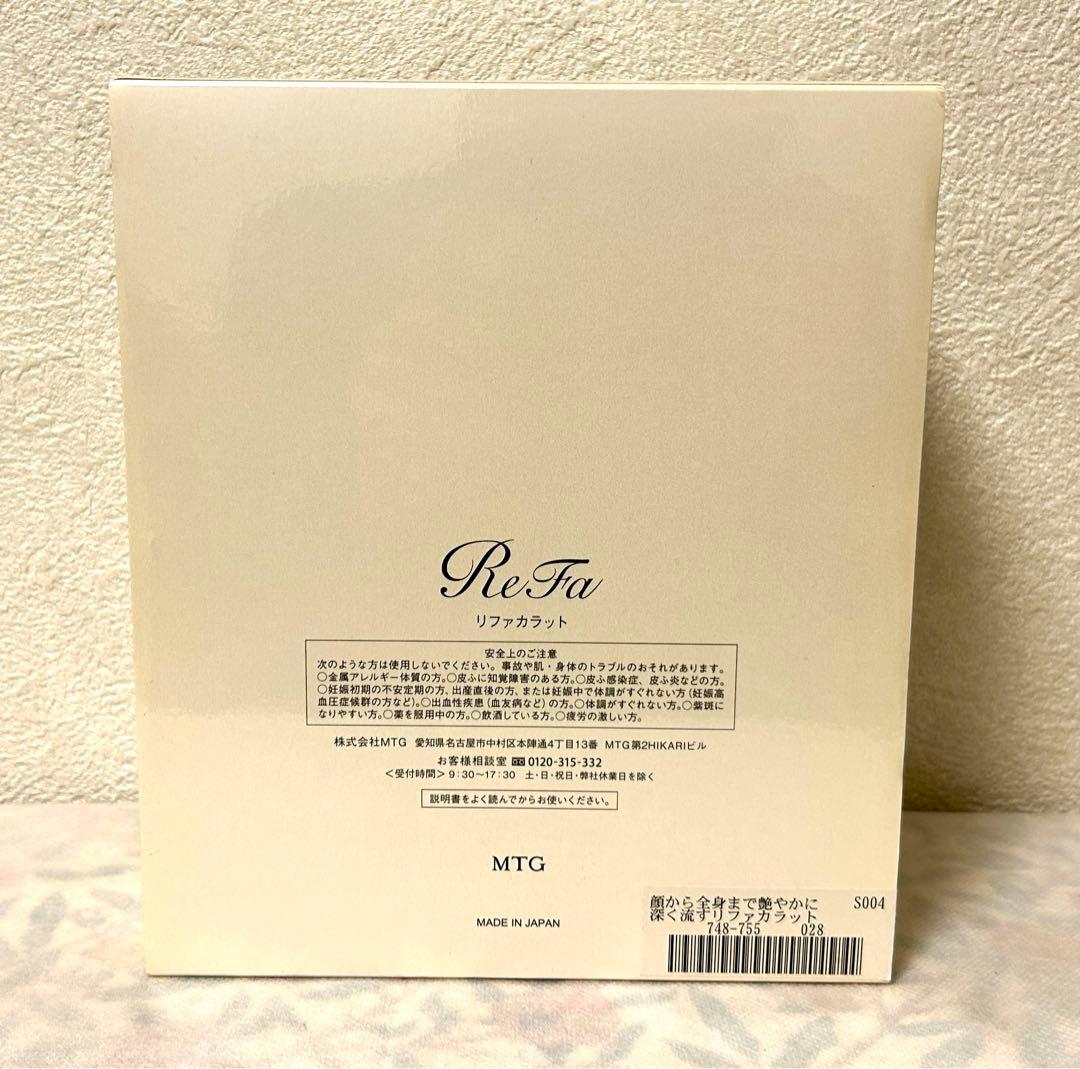 ReFa
リファカラット
安全上のご注意
次のような方は使用しないでください。事故や肌・身体のトラブルのおそれがあります。
○金属アレルギー体質の方。○皮ふに知覚障害のある方。○皮ふ感染症、皮ふ炎などの方。
○妊娠初期の不安定期の方、出産直後の方、または妊娠中で体調がすぐれない方(妊娠高
血圧症候群の方など)。○出血性疾患(血友病など)の方。○体調がすぐれない方。○紫斑に
なりやすい方。○薬を服用中の方。○飲酒している方。○疲労の激しい方。
株式会社MTG 愛知県名古屋市中村区本陣通4丁目13番 MTG第2HIKARIビル
お客様相談室 0120-315-332
<受付時間> 9:30〜17:30 土・日・祝日・弊社休業日を除く
説明書をよく読んでからお使いください。
MTG
MADE IN JAPAN
顔から全身まで艶やかに S004
深く流すリファカラット
748-755 028